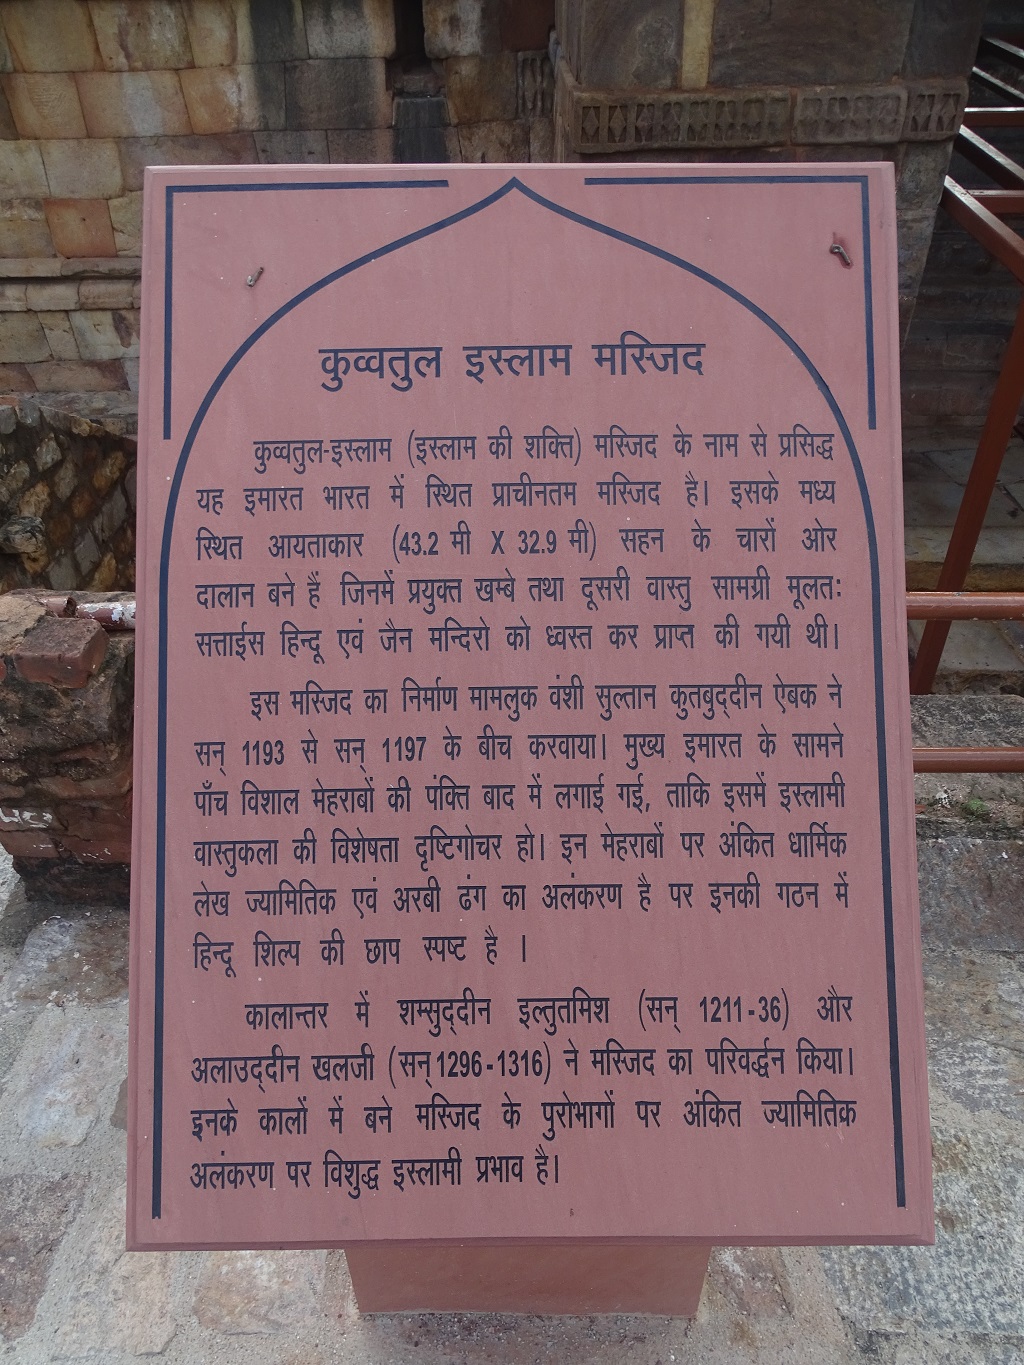 कुव्वतुल इस्लाम मस्जिद
कुव्वतुल-इस्लाम (इस्लाम की शक्ति) मस्जिद के नाम से प्रसिद्ध
यह इमारत भारत में स्थित प्राचीनतम मस्जिद है। इसके मध्य
स्थित आयताकार (43.2 मी X 32.9 मी) सहन के चारों ओर
दालान बने हैं जिनमें प्रयुक्त खम्बे तथा दूसरी वास्तु सामग्री मूलत:
सत्ताईस हिन्दू एवं जैन मन्दिरो को ध्वस्त कर प्राप्त की गयी थी।
इस मस्जिद का निर्माण मामलुक वंशी सुल्तान कुतबुद्‌दीन ऐबक ने
सन् 1193 से सन् 1197 के बीच करवाया। मुख्य इमारत के सामने
पाँच विशाल मेहराबों की पंक्ति बाद में लगाई गई, ताकि इसमें इस्लामी
वास्तुकला की विशेषता दृष्टिगोचर हो। इन मेहराबों पर अंकित धार्मिक
लेख ज्यामितिक एवं अरबी ढंग का अलंकरण है पर इनकी गठन में
हिन्दू शिल्प की छाप स्पष्ट है ।
कालान्तर में शम्सुद्‌दीन इल्तुतमिश (सन् 1211-36) और
अलाउद्‌दीन खलजी (सन् 1296-1316) ने मस्जिद का परिवर्द्धन किया।
इनके कालों में बने मस्जिद के पुरोभागों पर अंकित ज्यामितिक
अलंकरण पर विशुद्ध इस्लामी प्रभाव है।